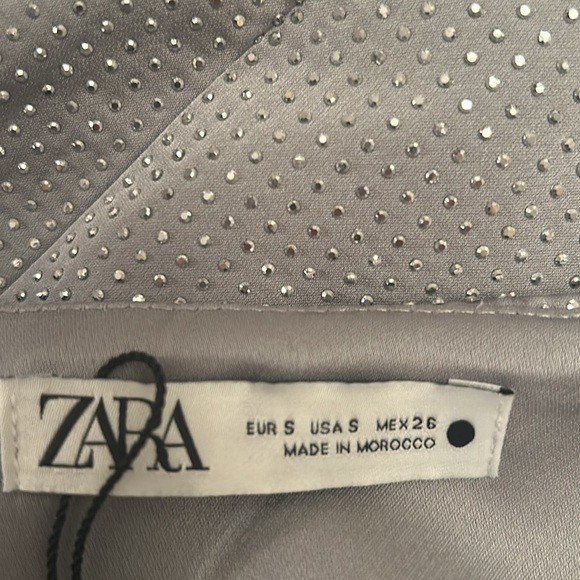 ZARA
EUR S USA S MEX 26
MADE IN MOROCCO